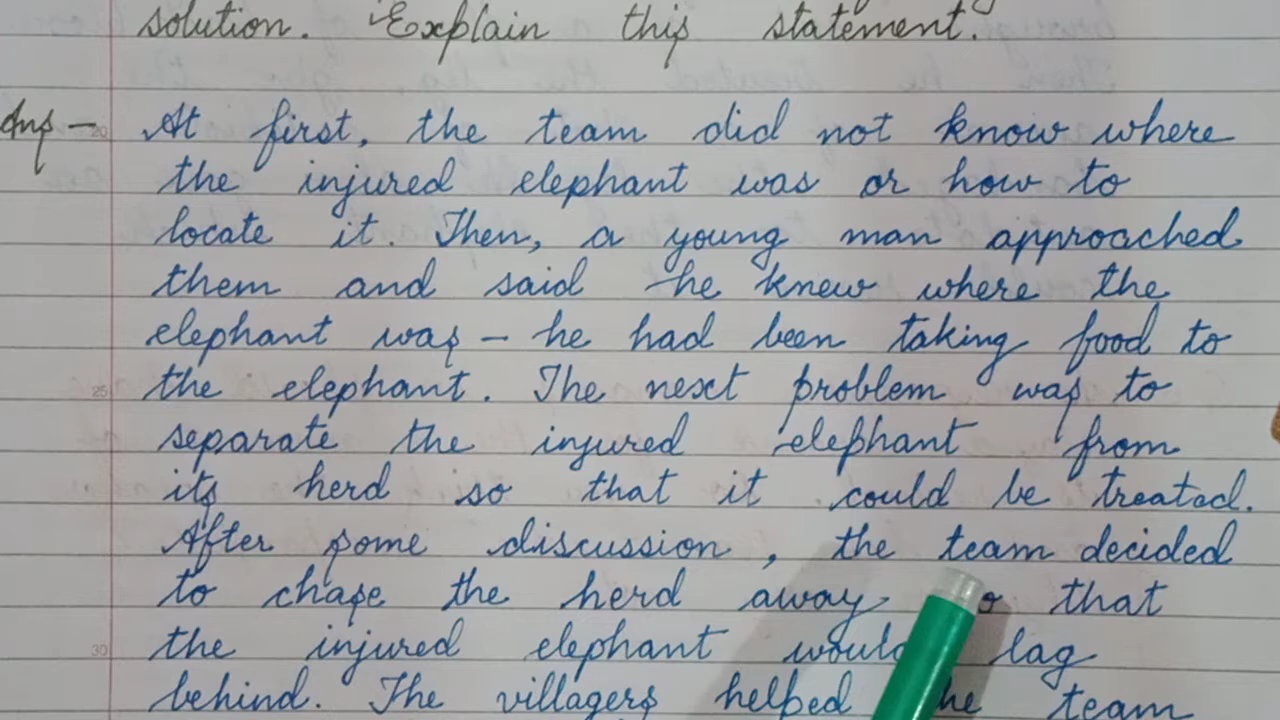 solution. Explain this statement.
Ans - At first, the team did not know where
the injured elephant was or how to
locate it. Then, a young man approached
them and said he knew where the
elephant was - he had been taking food to
the elephant. The next problem was to
separate the injured elephant from
its herd so that it could be treated.
After some discussion, the team decided
to chase the herd away so that
the injured elephant would lag
behind. The villagers helped the team